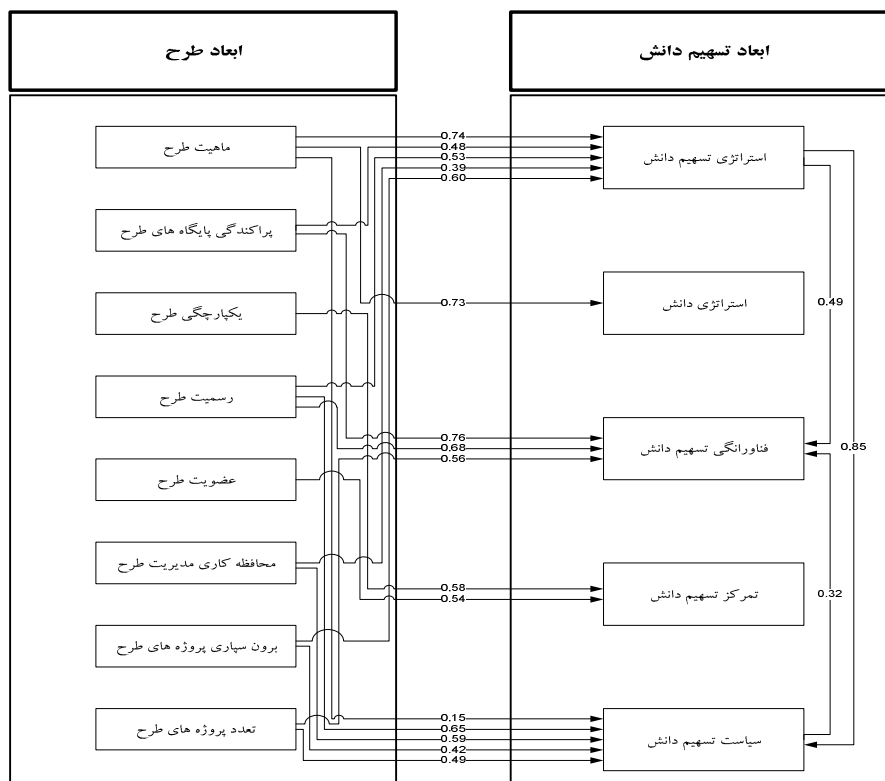 ابعاد طرح
ابعاد تسهیم دانش
ماهیت طرح
پراکندگی پایگاه های طرح
یکپارچگی طرح
رسمیت طرح
عضویت طرح
محافظه کاری مدیریت طرح
برون سپاری پروژه های طرح
تعدد پروژه های طرح
0.74
0.48
0.53
0.39
0.60
0.73
0.76
0.68
0.56
0.58
0.54
0.15
0.65
0.59
0.42
0.49
استراتژی تسهیم دانش
استراتژی دانش
فناورانگی تسهیم دانش
تمرکز تسهیم دانش
سیاست تسهیم دانش
0.49
0.85
0.32